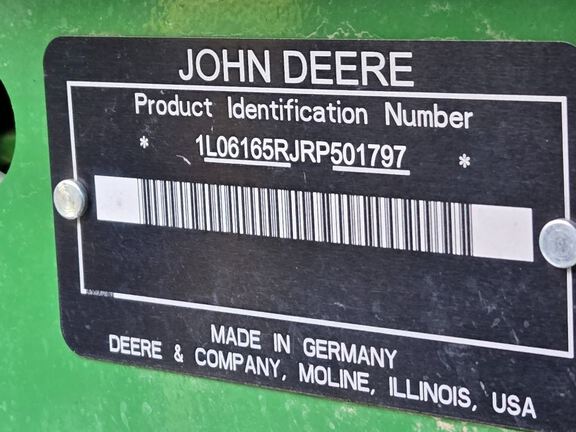 JOHN DEERE
Product Identification Number
* 1L06165RJRP501797 *
MADE IN GERMANY
DEERE & COMPANY, MOLINE, ILLINOIS, USA